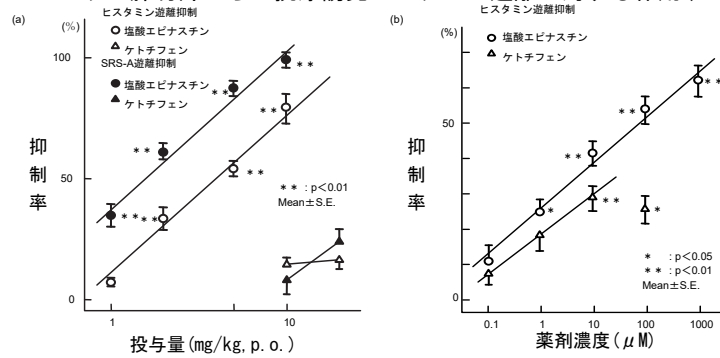 (a)
ヒスタミン遊離抑制
塩酸エピナスチン
ケトチフェン
SRS-A遊離抑制
塩酸エピナスチン
ケトチフェン
(%)
100
50
0
抑制率
** ** ** ** ** ** **
** : p<0.01
Mean±S.E.
1 10
投与量(mg/kg, p.o.)
(b)
ヒスタミン遊離抑制
塩酸エピナスチン
ケトチフェン
(%)
50
0
抑制率
* ** ** ** ** *
* : p<0.05
** : p<0.01
Mean±S.E.
0.1 1 10 100 1000
薬剤濃度(μM)